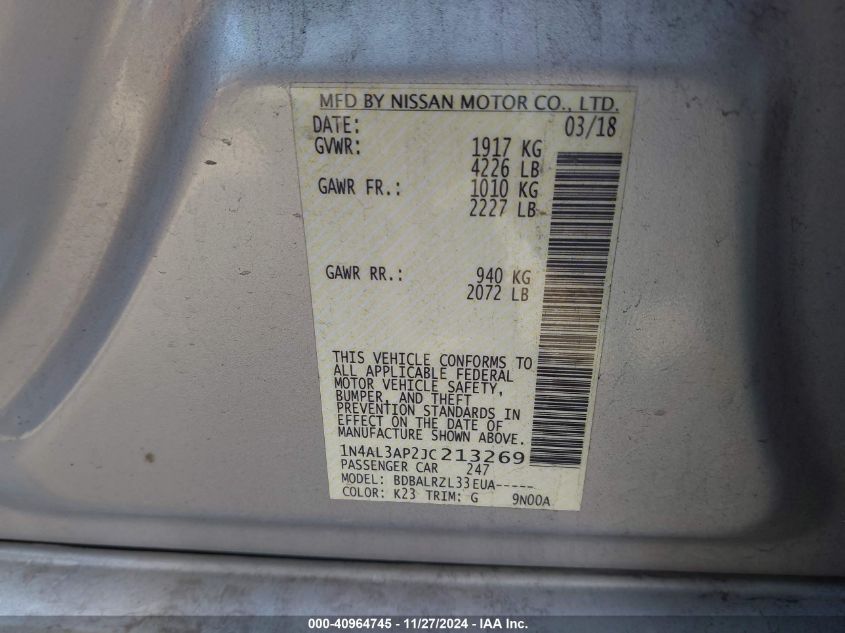 MFD BY NISSAN MOTOR CO., LTD.
DATE: 03/18
GVWR: 1917 KG
4226 LB
GAWR FR.: 1010 KG
2227 LB
GAWR RR.: 940 KG
2072 LB
THIS VEHICLE CONFORMS TO
ALL APPLICABLE FEDERAL
MOTOR VEHICLE SAFETY,
BUMPER, AND THEFT
PREVENTION STANDARDS IN
EFFECT ON THE DATE OF
MANUFACTURE SHOWN ABOVE.
1N4AL3AP2JC213269
PASSENGER CAR 247
MODEL: BDBALRZL33EUA-----
COLOR: K23 TRIM: G 9N00A
000-40964745 - 11/27/2024 - IAA Inc.